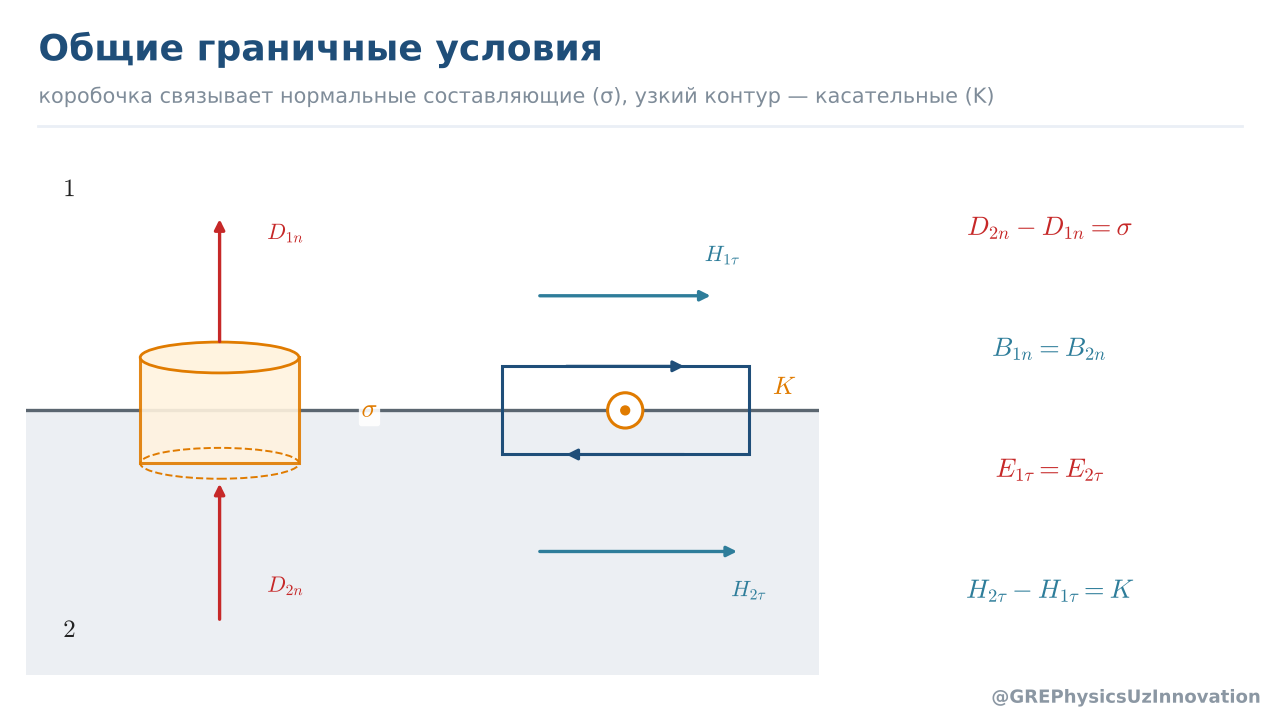 Общие граничные условия
коробочка связывает нормальные составляющие (σ), узкий контур — касательные (K)
1
D₁ₙ
H₁τ
K
σ
D₂ₙ
H₂τ
2
D₂ₙ − D₁ₙ = σ
B₁ₙ = B₂ₙ
E₁τ = E₂τ
H₂τ − H₁τ = K
@GREPhysicsUzInnovation